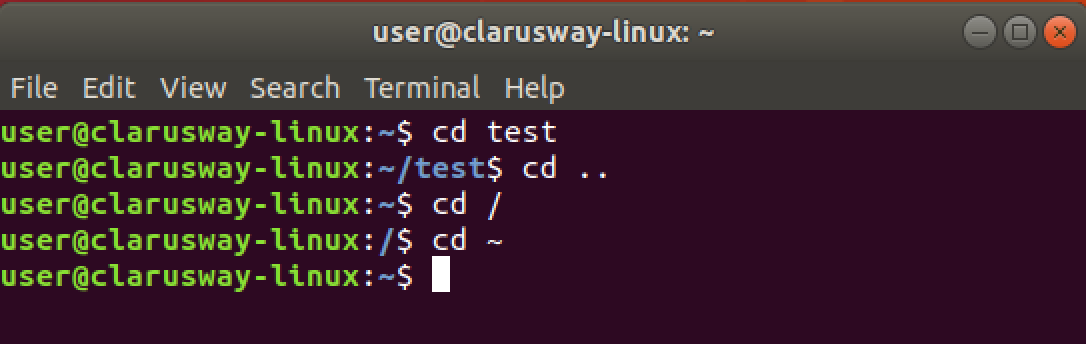 user@clarusway-linux: ~
File Edit View Search Terminal Help
user@clarusway-linux:~$ cd test
user@clarusway-linux:~/test$ cd ..
user@clarusway-linux:~$ cd /
user@clarusway-linux:/$ cd ~
user@clarusway-linux:~$